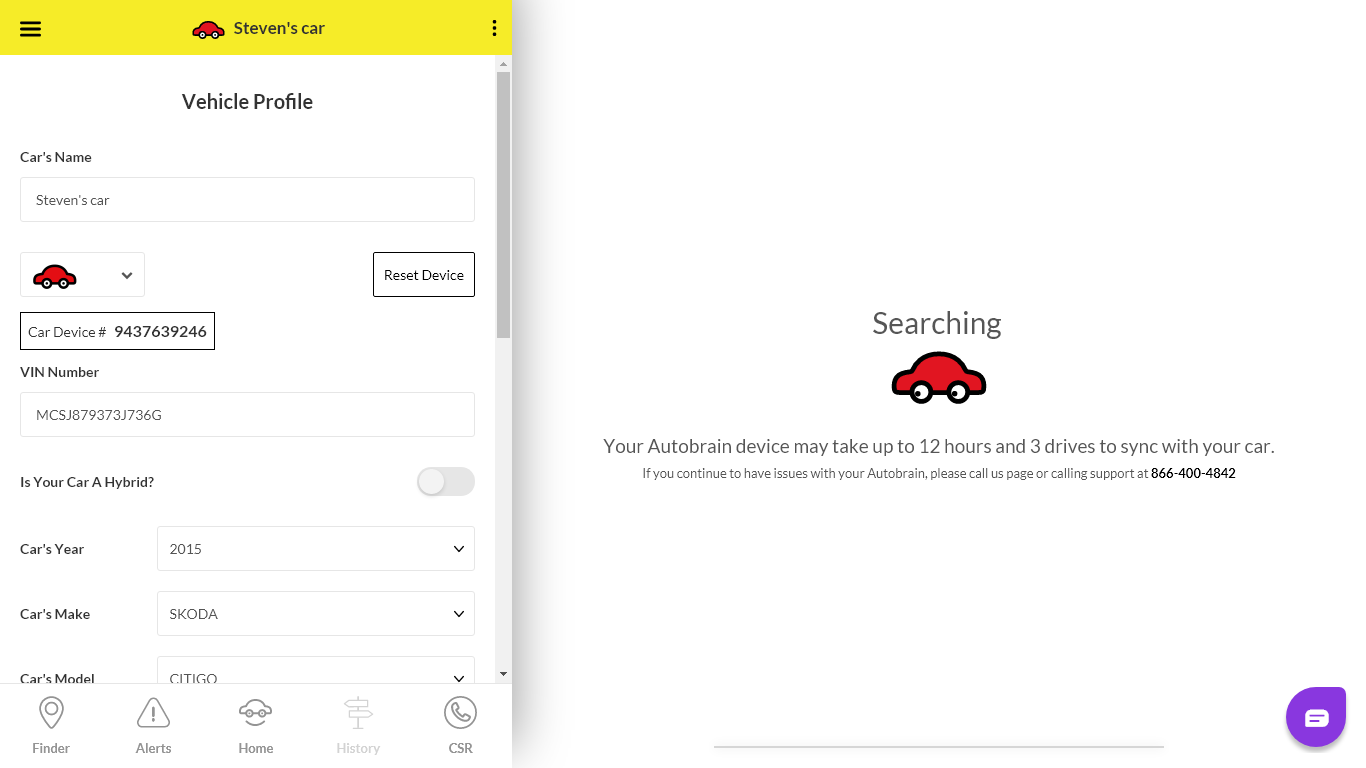 Steven's car
Vehicle Profile
Car's Name
Steven's car
Reset Device
Car Device # 9437639246
VIN Number
MCSJ879373J736G
Is Your Car A Hybrid?
Car's Year
2015
Car's Make
SKODA
Car's Model
CITIGO
Finder
Alerts
Home
History
CSR
Searching
Your Autobrain device may take up to 12 hours and 3 drives to sync with your car.
If you continue to have issues with your Autobrain, please call us page or calling support at 866-400-4842